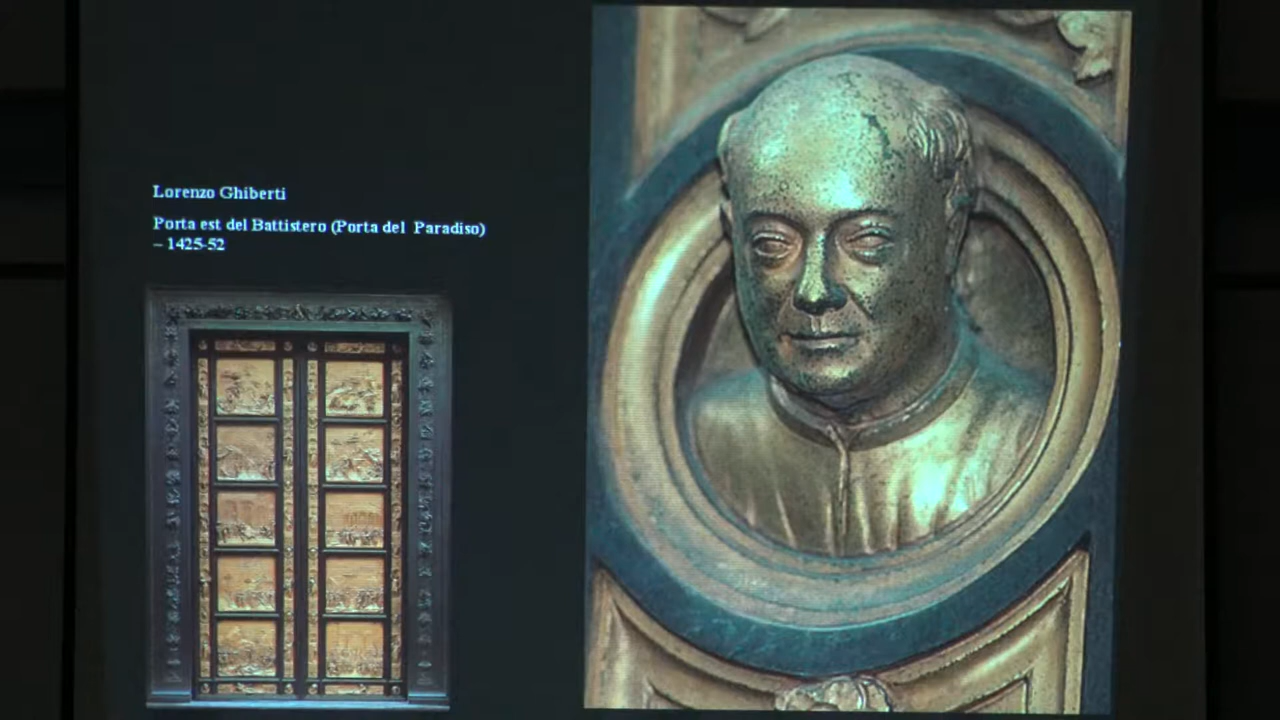 Lorenzo Ghiberti
Porta est del Battistero (Porta del Paradiso)
– 1425-52